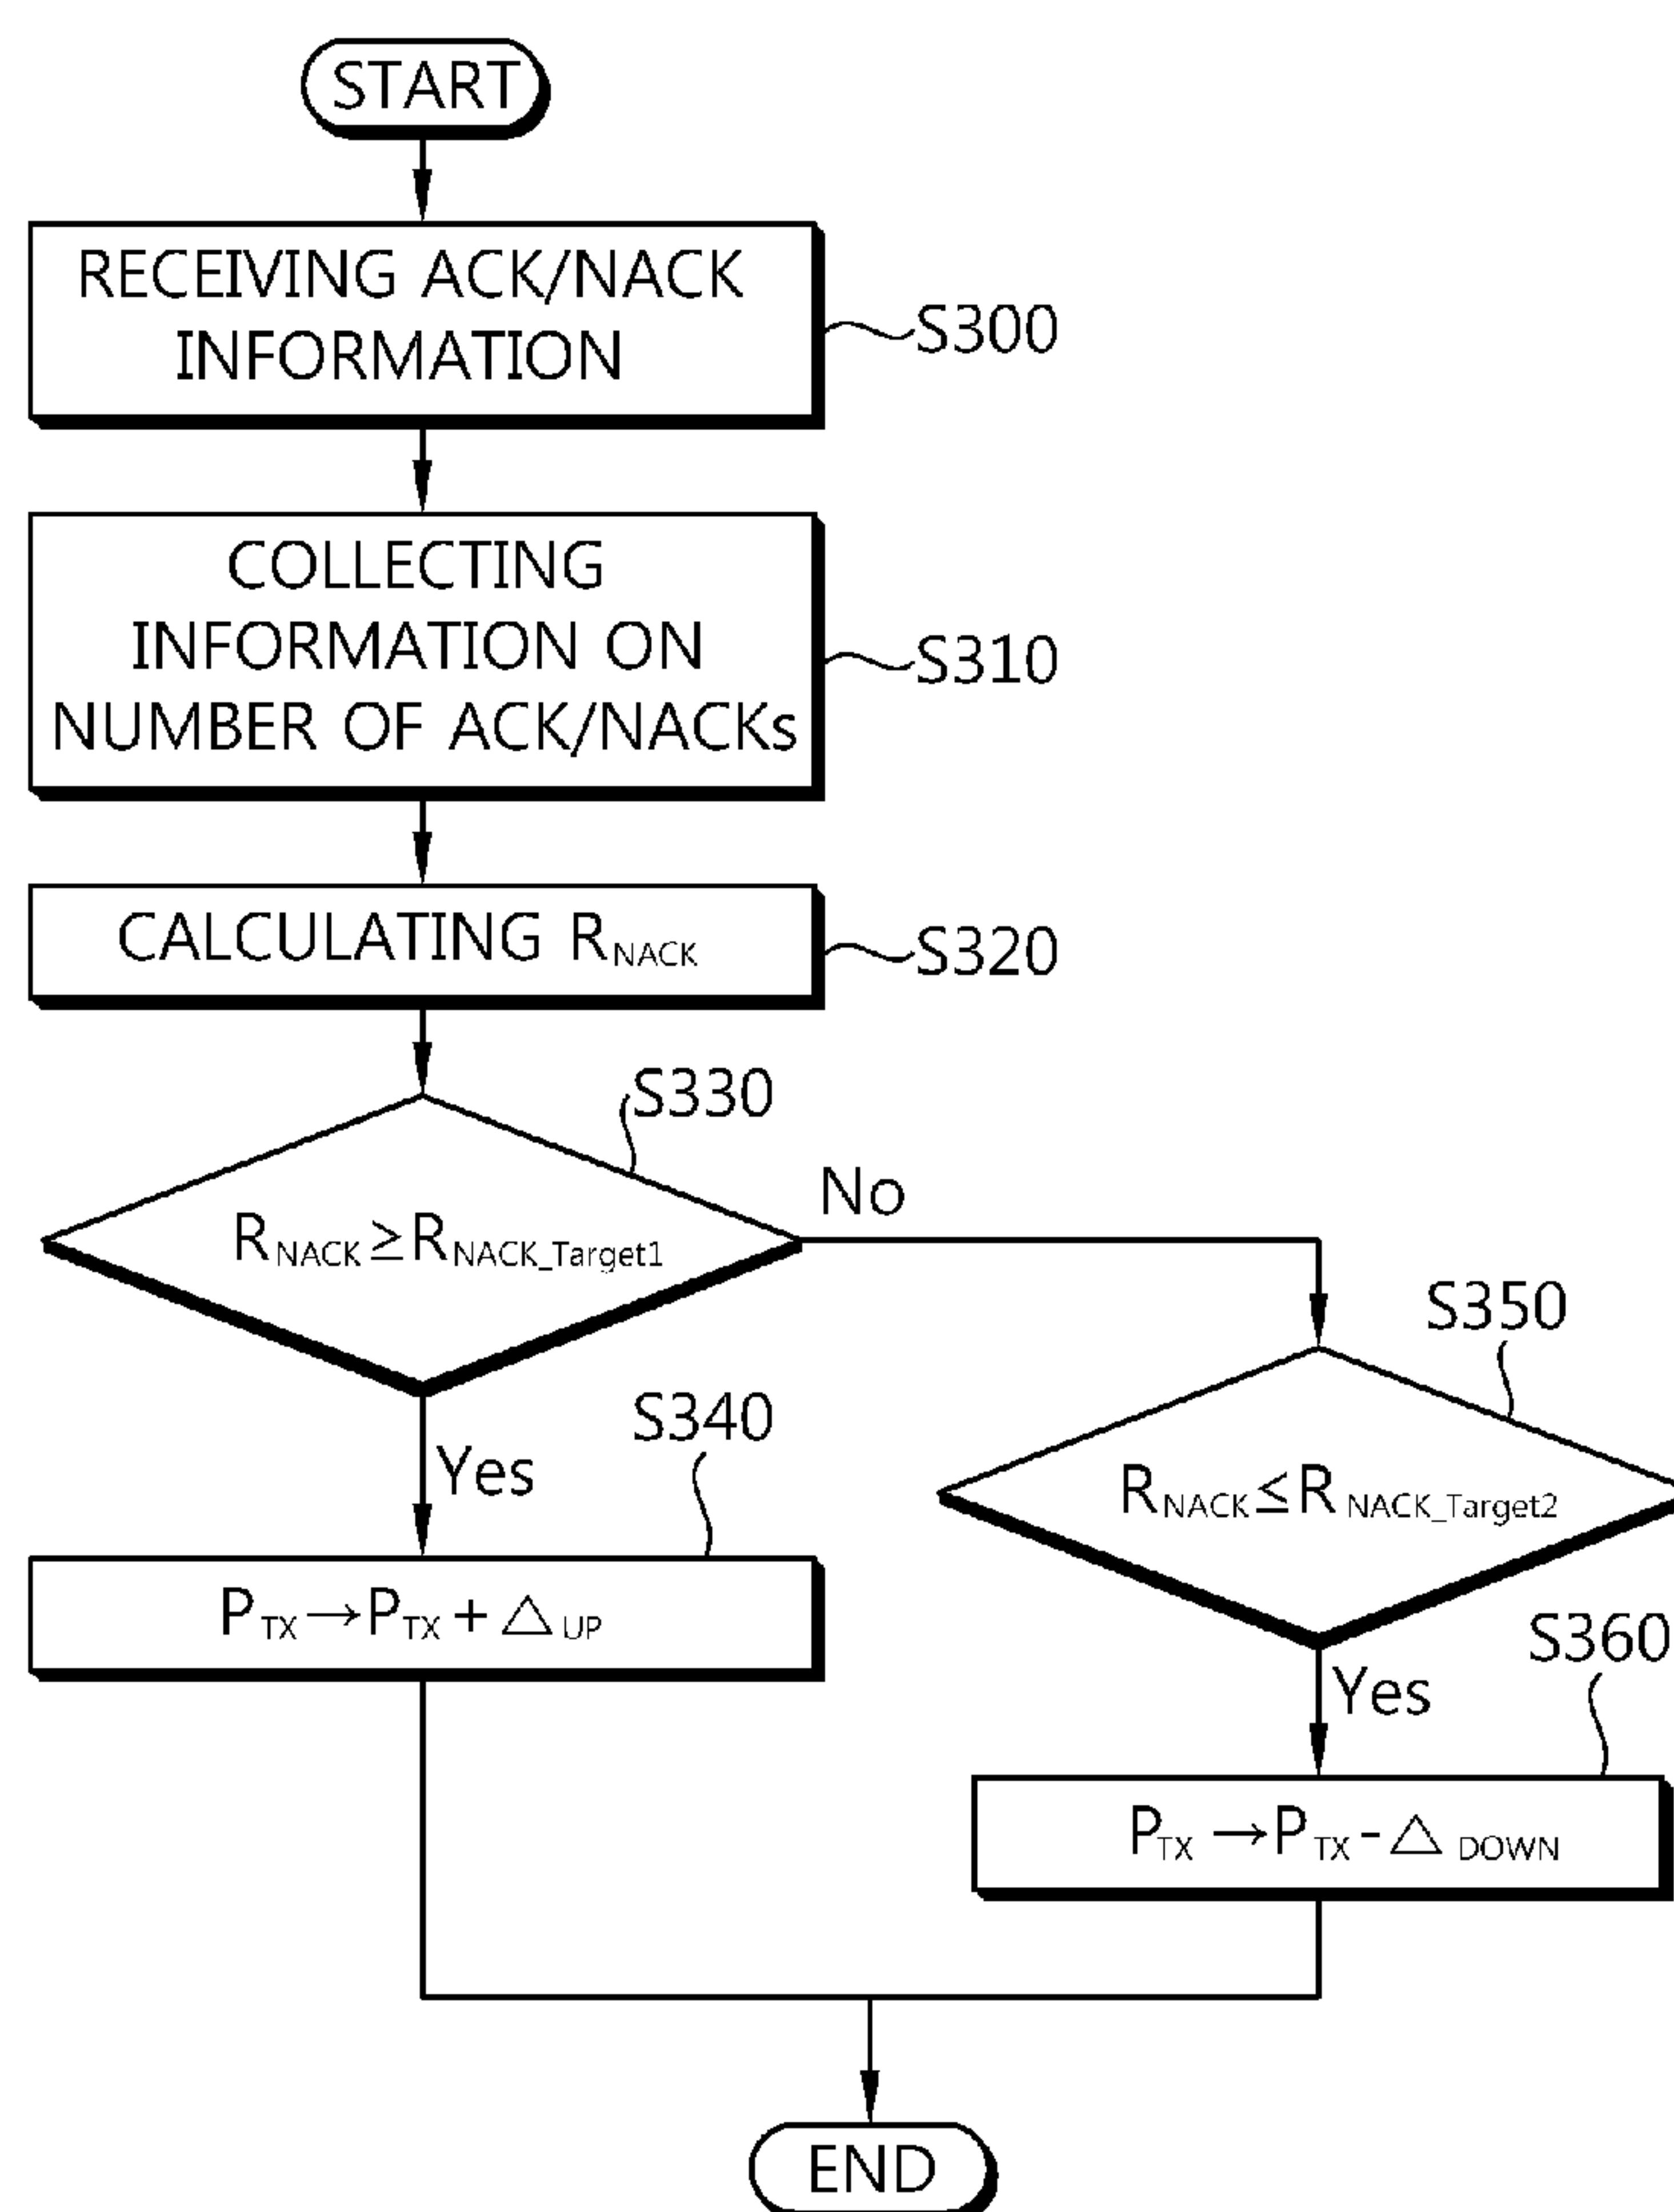 START
RECEIVING ACK/NACK
INFORMATION
S300
COLLECTING
INFORMATION ON
NUMBER OF ACK/NACKs
S310
CALCULATING RNACK
S320
S330
RNACK≥RNACK_Target1
No
S350
RNACK≤RNACK_Target2
Yes
S340
PTX→PTX+△UP
Yes
S360
PTX→PTX-△DOWN
END